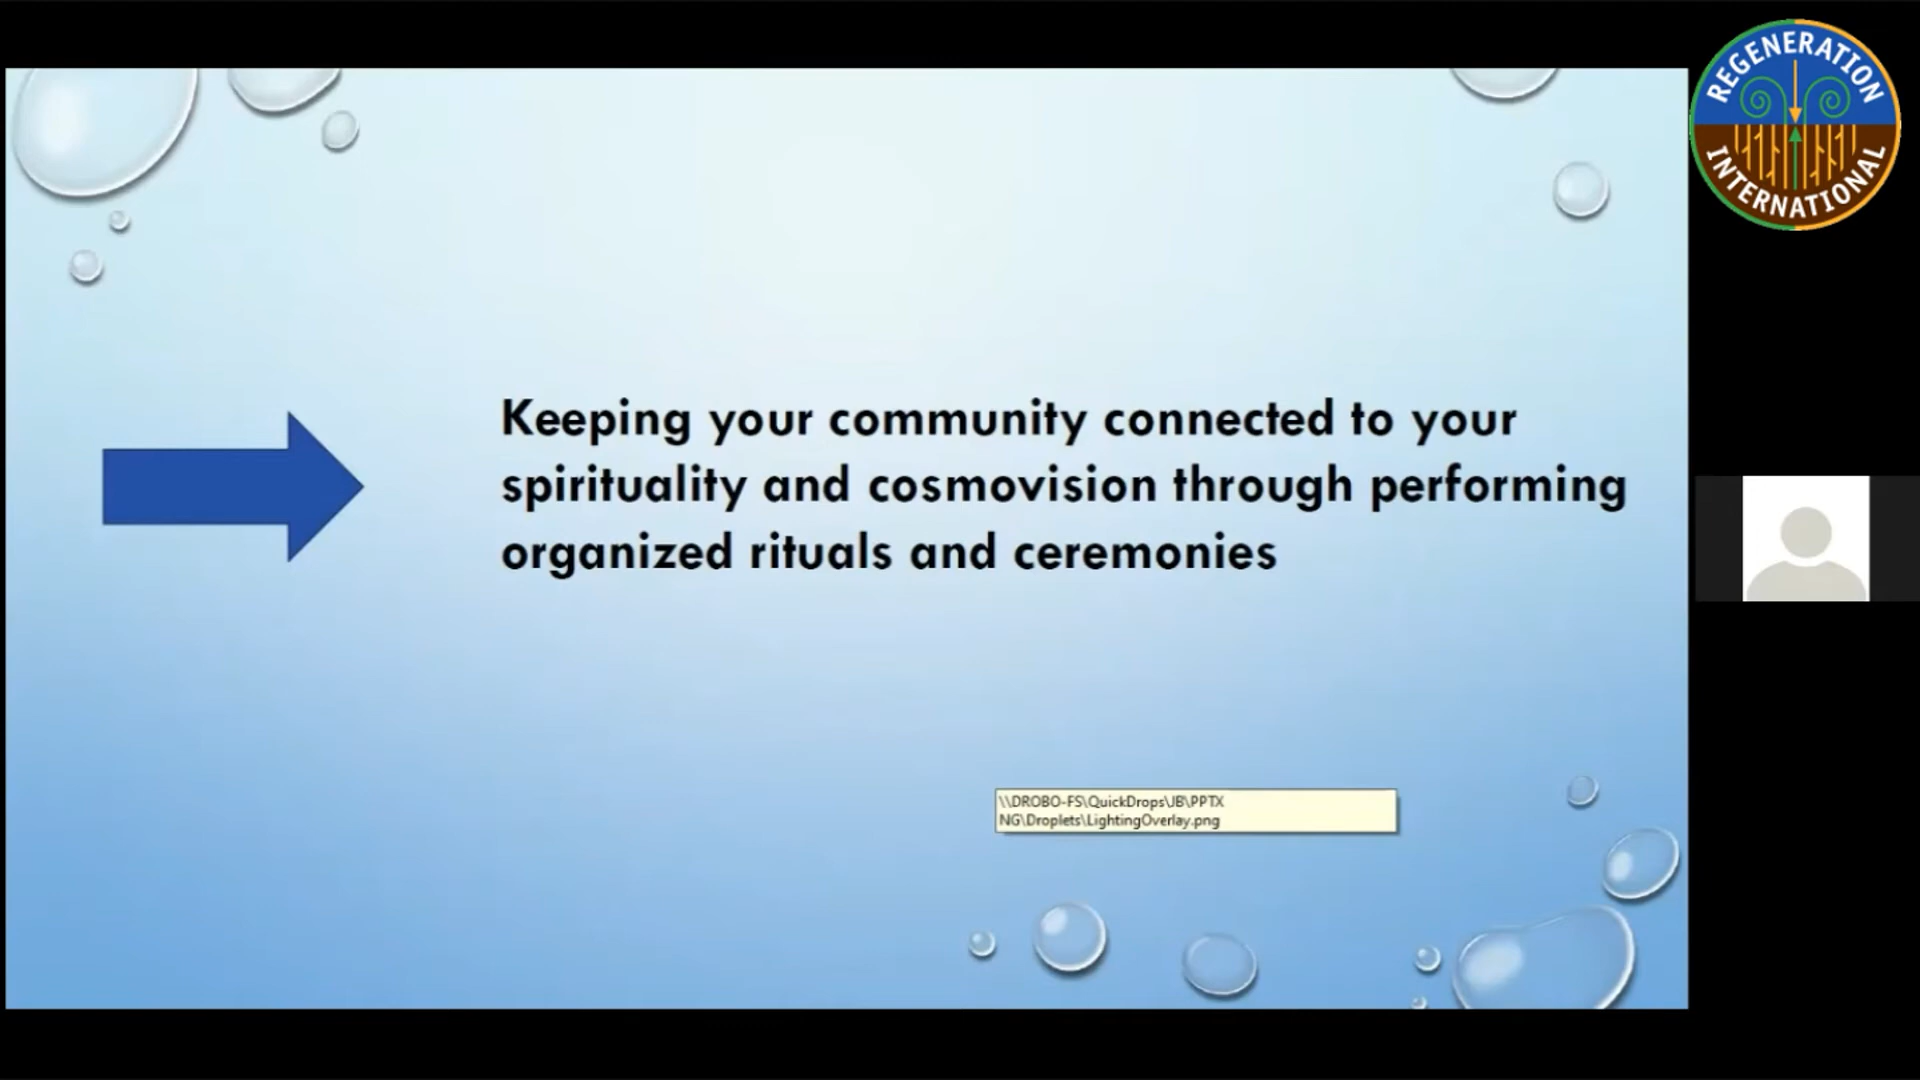 REGENERATION
INTERNATIONAL
Keeping your community connected to your
spirituality and cosmovision through performing
organized rituals and ceremonies
\\DROBO-FS\QuickDrops\JB\PPTX
NG\Droplets\LightingOverlay.png